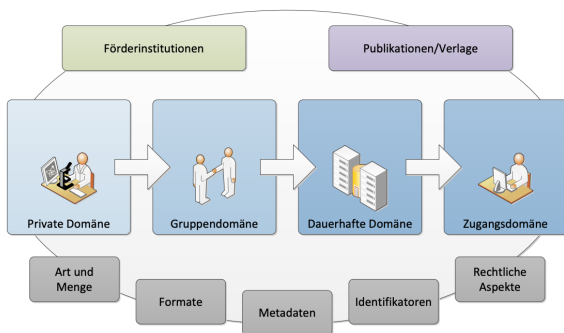 Förderinstitutionen
Publikationen/Verlage
Private Domäne
Gruppendomäne
Dauerhafte Domäne
Zugangsdomäne
Art und
Menge
Formate
Metadaten
Identifikatoren
Rechtliche
Aspekte